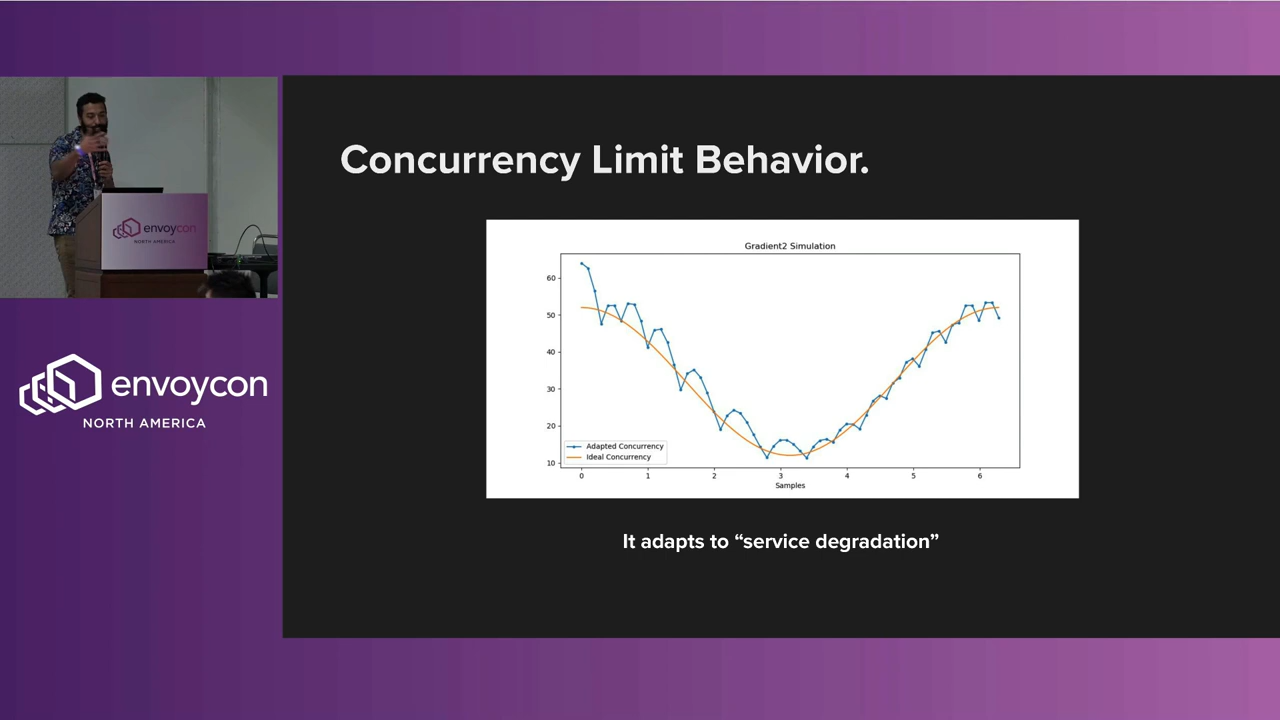 Concurrency Limit Behavior.
Gradient2 Simulation
60
50
40
30
20
10
Adapted Concurrency
Ideal Concurrency
0 1 2 3 4 5 6
Samples
It adapts to “service degradation”
envoycon
NORTH AMERICA
envoycon
NORTH AMERICA